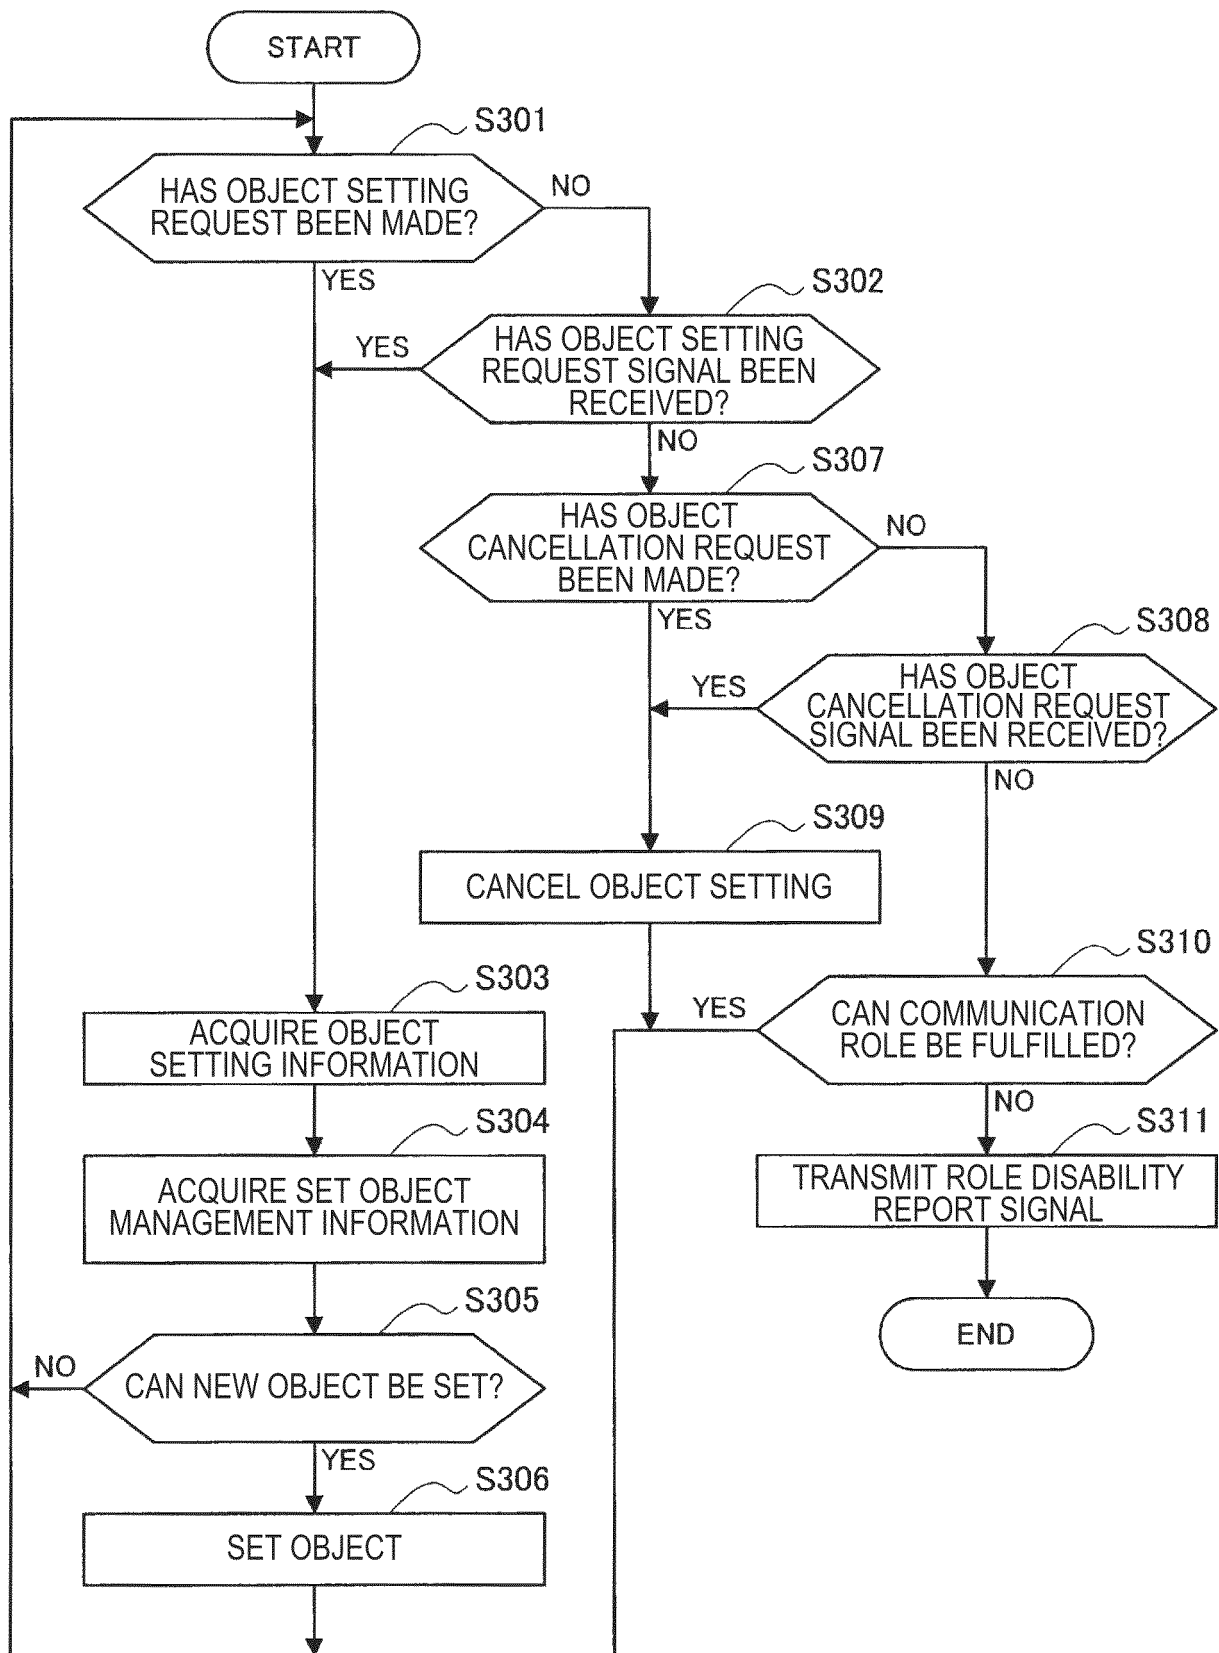 START
S301
HAS OBJECT SETTING
REQUEST BEEN MADE?
NO
YES
S302
HAS OBJECT SETTING
REQUEST SIGNAL BEEN
RECEIVED?
YES
NO
S307
HAS OBJECT
CANCELLATION REQUEST
BEEN MADE?
NO
YES
S308
HAS OBJECT
CANCELLATION REQUEST
SIGNAL BEEN RECEIVED?
YES
NO
S309
CANCEL OBJECT SETTING
S310
CAN COMMUNICATION
ROLE BE FULFILLED?
YES
NO
S303
ACQUIRE OBJECT
SETTING INFORMATION
S304
ACQUIRE SET OBJECT
MANAGEMENT INFORMATION
S311
TRANSMIT ROLE DISABILITY
REPORT SIGNAL
END
S305
CAN NEW OBJECT BE SET?
NO
YES
S306
SET OBJECT